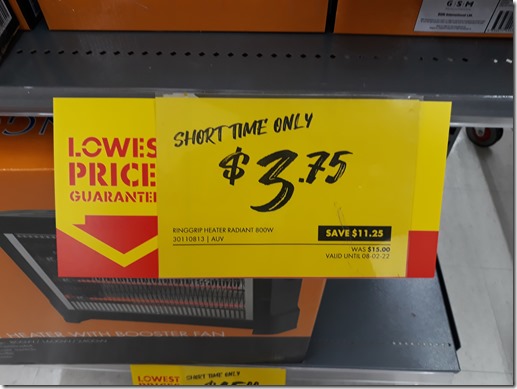 GSM
SHORT TIME ONLY
$3.75
LOWES
PRICE
GUARANTE
RINGGRIP HEATER RADIANT 800W
30110813 | AUV
SAVE $11.25
WAS $15.00
VALID UNTIL 08-02-22
HEATER WITH BOOSTER FAN
LOWEST
SHORT TIME ONLY